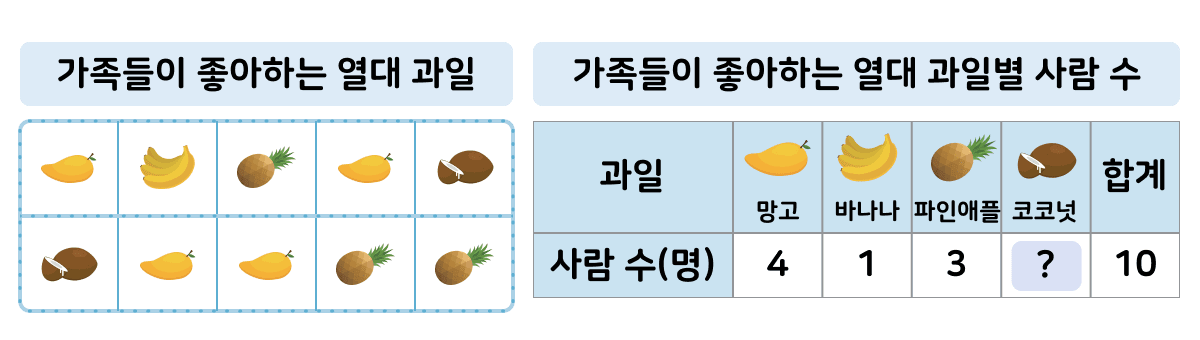 가족들이 좋아하는 열대 과일
가족들이 좋아하는 열대 과일별 사람 수
과일 망고 바나나 파인애플 코코넛 합계
사람 수(명) 4 1 3 ? 10